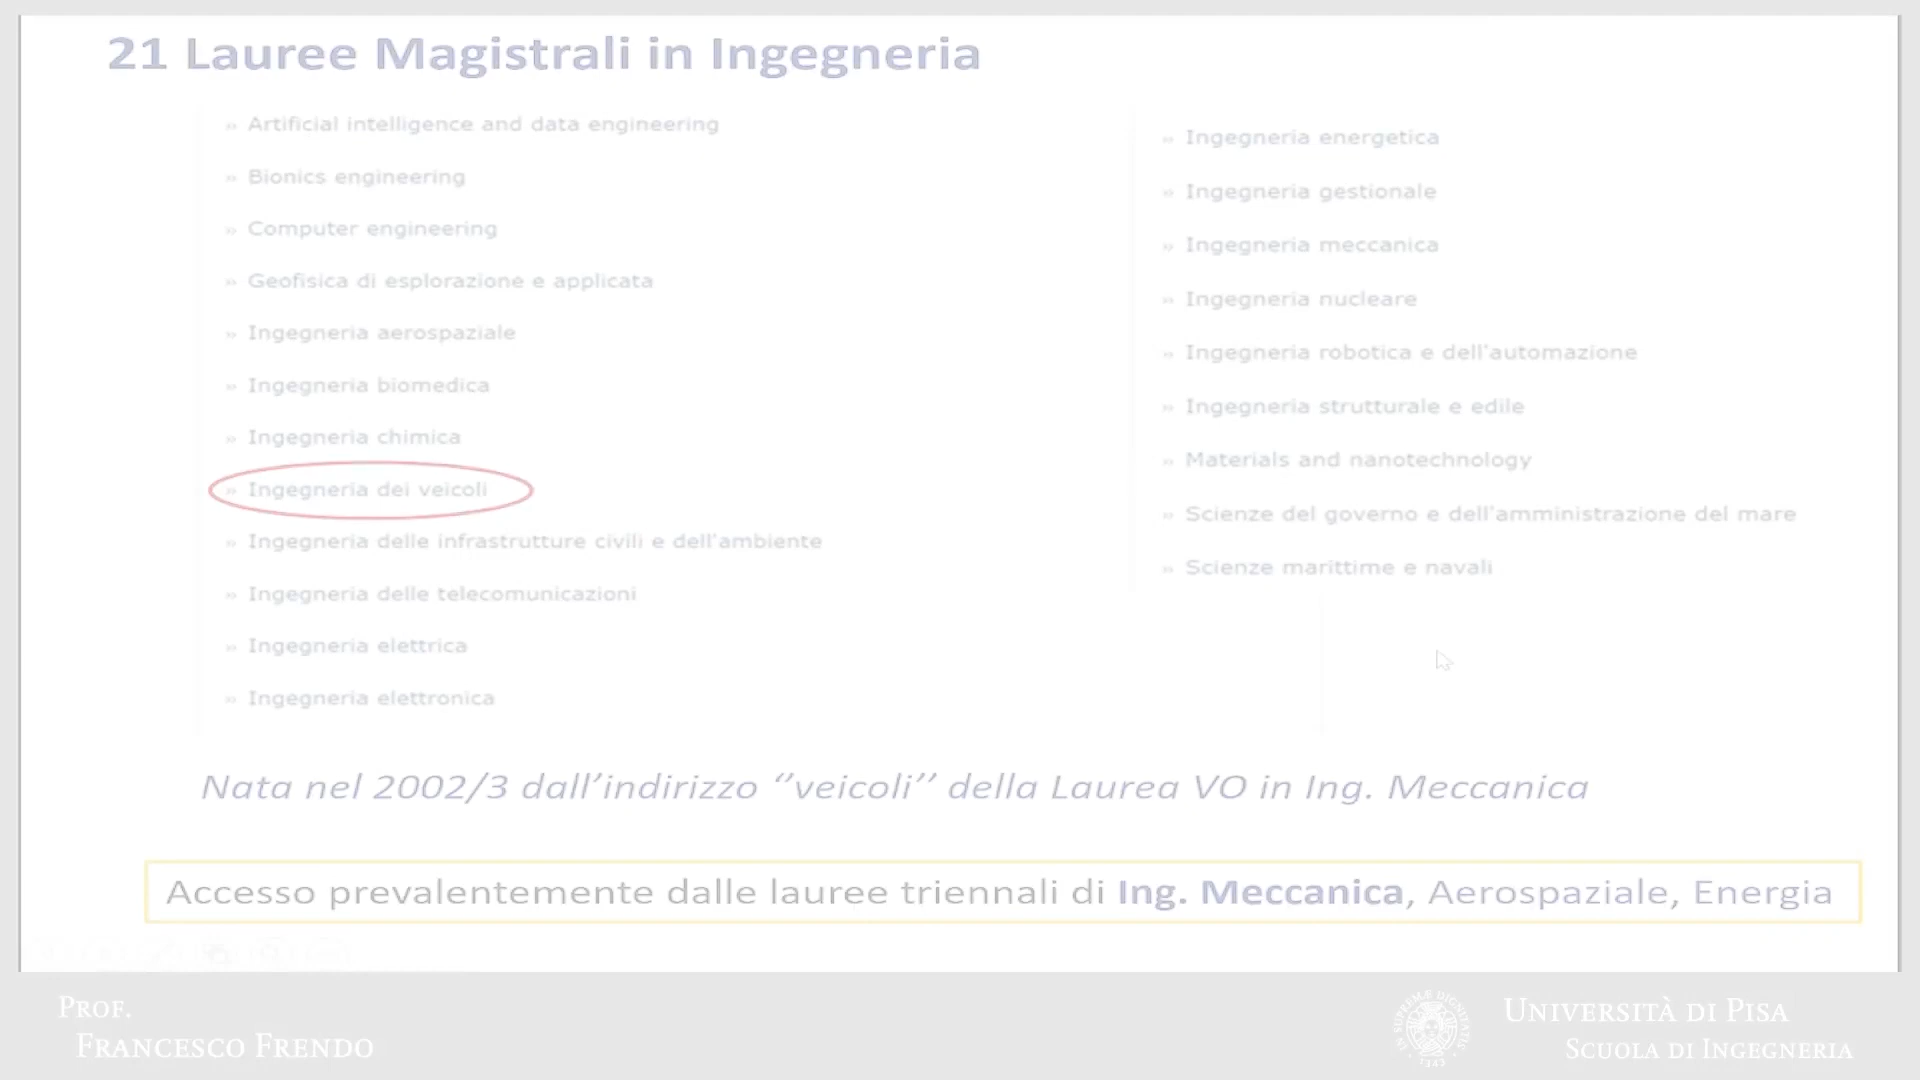 21 Lauree Magistrali in Ingegneria
» Artificial intelligence and data engineering
» Bionics engineering
» Computer engineering
» Geofisica di esplorazione e applicata
» Ingegneria aerospaziale
» Ingegneria biomedica
» Ingegneria chimica
» Ingegneria dei veicoli
» Ingegneria delle infrastrutture civili e dell'ambiente
» Ingegneria delle telecomunicazioni
» Ingegneria elettrica
» Ingegneria elettronica
» Ingegneria energetica
» Ingegneria gestionale
» Ingegneria meccanica
» Ingegneria nucleare
» Ingegneria robotica e dell'automazione
» Ingegneria strutturale e edile
» Materials and nanotechnology
» Scienze del governo e dell'amministrazione del mare
» Scienze marittime e navali
Nata nel 2002/3 dall’indirizzo ‘’veicoli’’ della Laurea VO in Ing. Meccanica
Accesso prevalentemente dalle lauree triennali di Ing. Meccanica, Aerospaziale, Energia
Prof.
Francesco Frendo
IN SUPREMÆ DIGNITATIS
1343
Università di Pisa
Scuola di Ingegneria